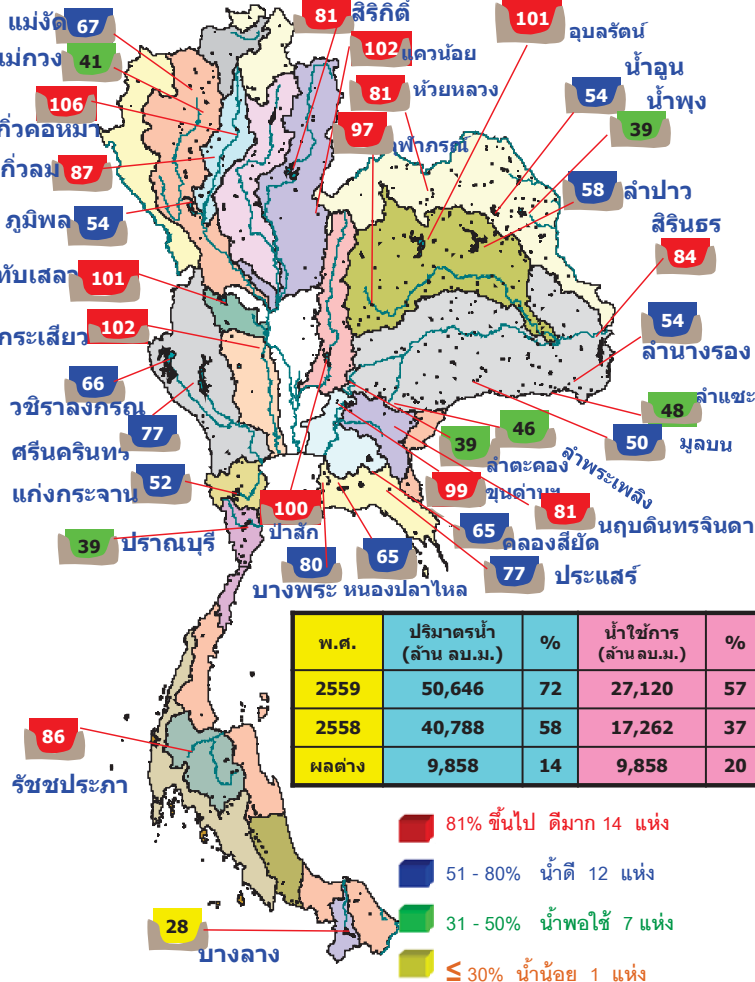 แม่งัด 67
แม่กวง 41
106
กิ่วคอหมา
กิ่วลม 87
ภูมิพล 54
ทับเสลา 101
กระเสียว 102
66
วชิราลงกรณ
77
ศรีนครินทร์
แก่งกระจาน 52
39 ปราณบุรี
81 สิริกิติ์
102 แควน้อย
81 ห้วยหลวง
97
จุฬาภรณ์
101 อุบลรัตน์
54 น้ำอูน
น้ำพุง
39
58 ลำปาว
สิรินธร
84
54
ลำนางรอง
48 ลำแซะ
50 มูลบน
46
39
ลำตะคอง
ลำพระเพลิง
99 ขุนด่านฯ
81
นฤบดินทรจินดา
65
คลองสียัด
77 ประแสร์
100
ป่าสัก
80
บางพระ
65
หนองปลาไหล
พ.ศ. ปริมาตรน้ำ (ล้าน ลบ.ม.) % น้ำใช้การ (ล้าน ลบ.ม.) %
2559 50,646 72 27,120 57
2558 40,788 58 17,262 37
ผลต่าง 9,858 14 9,858 20
86
รัชชประภา
28
บางลาง
81% ขึ้นไป ดีมาก 14 แห่ง
51 - 80% น้ำดี 12 แห่ง
31 - 50% น้ำพอใช้ 7 แห่ง
≤ 30% น้ำน้อย 1 แห่ง